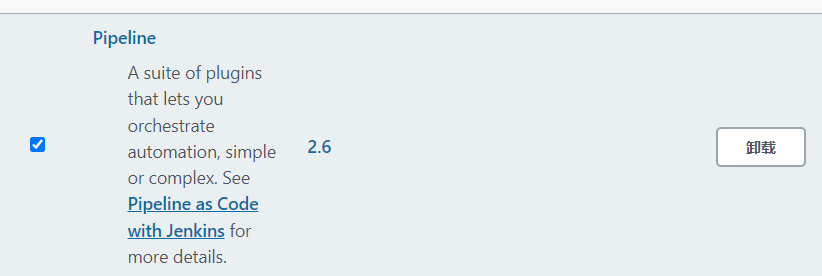 Pipeline
A suite of plugins
that lets you
orchestrate
automation, simple
or complex. See
Pipeline as Code
with Jenkins for
more details.
2.6
卸载